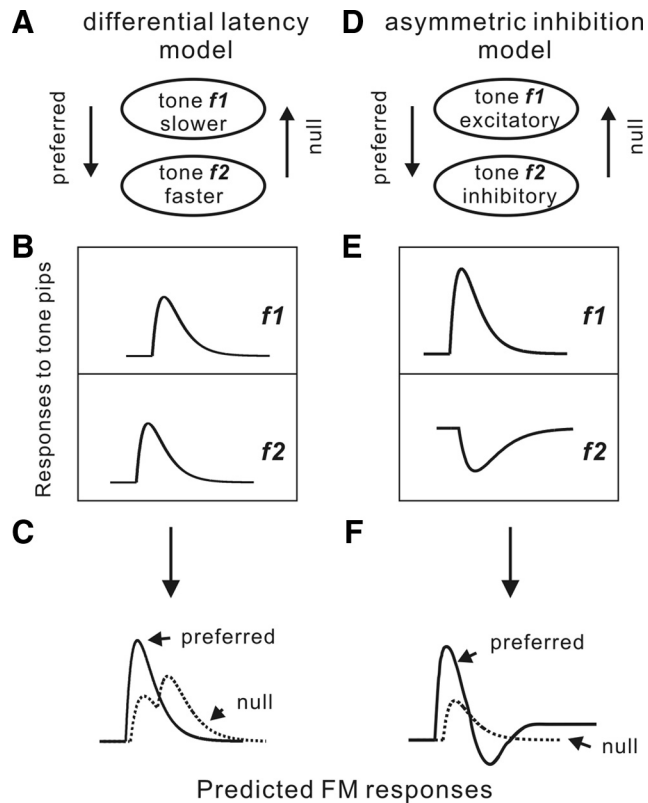 A
differential latency
model
preferred
tone f1
slower
tone f2
faster
null
D
asymmetric inhibition
model
preferred
tone f1
excitatory
tone f2
inhibitory
null
B
Responses to tone pips
f1
f2
E
f1
f2
C
preferred
null
F
preferred
null
Predicted FM responses